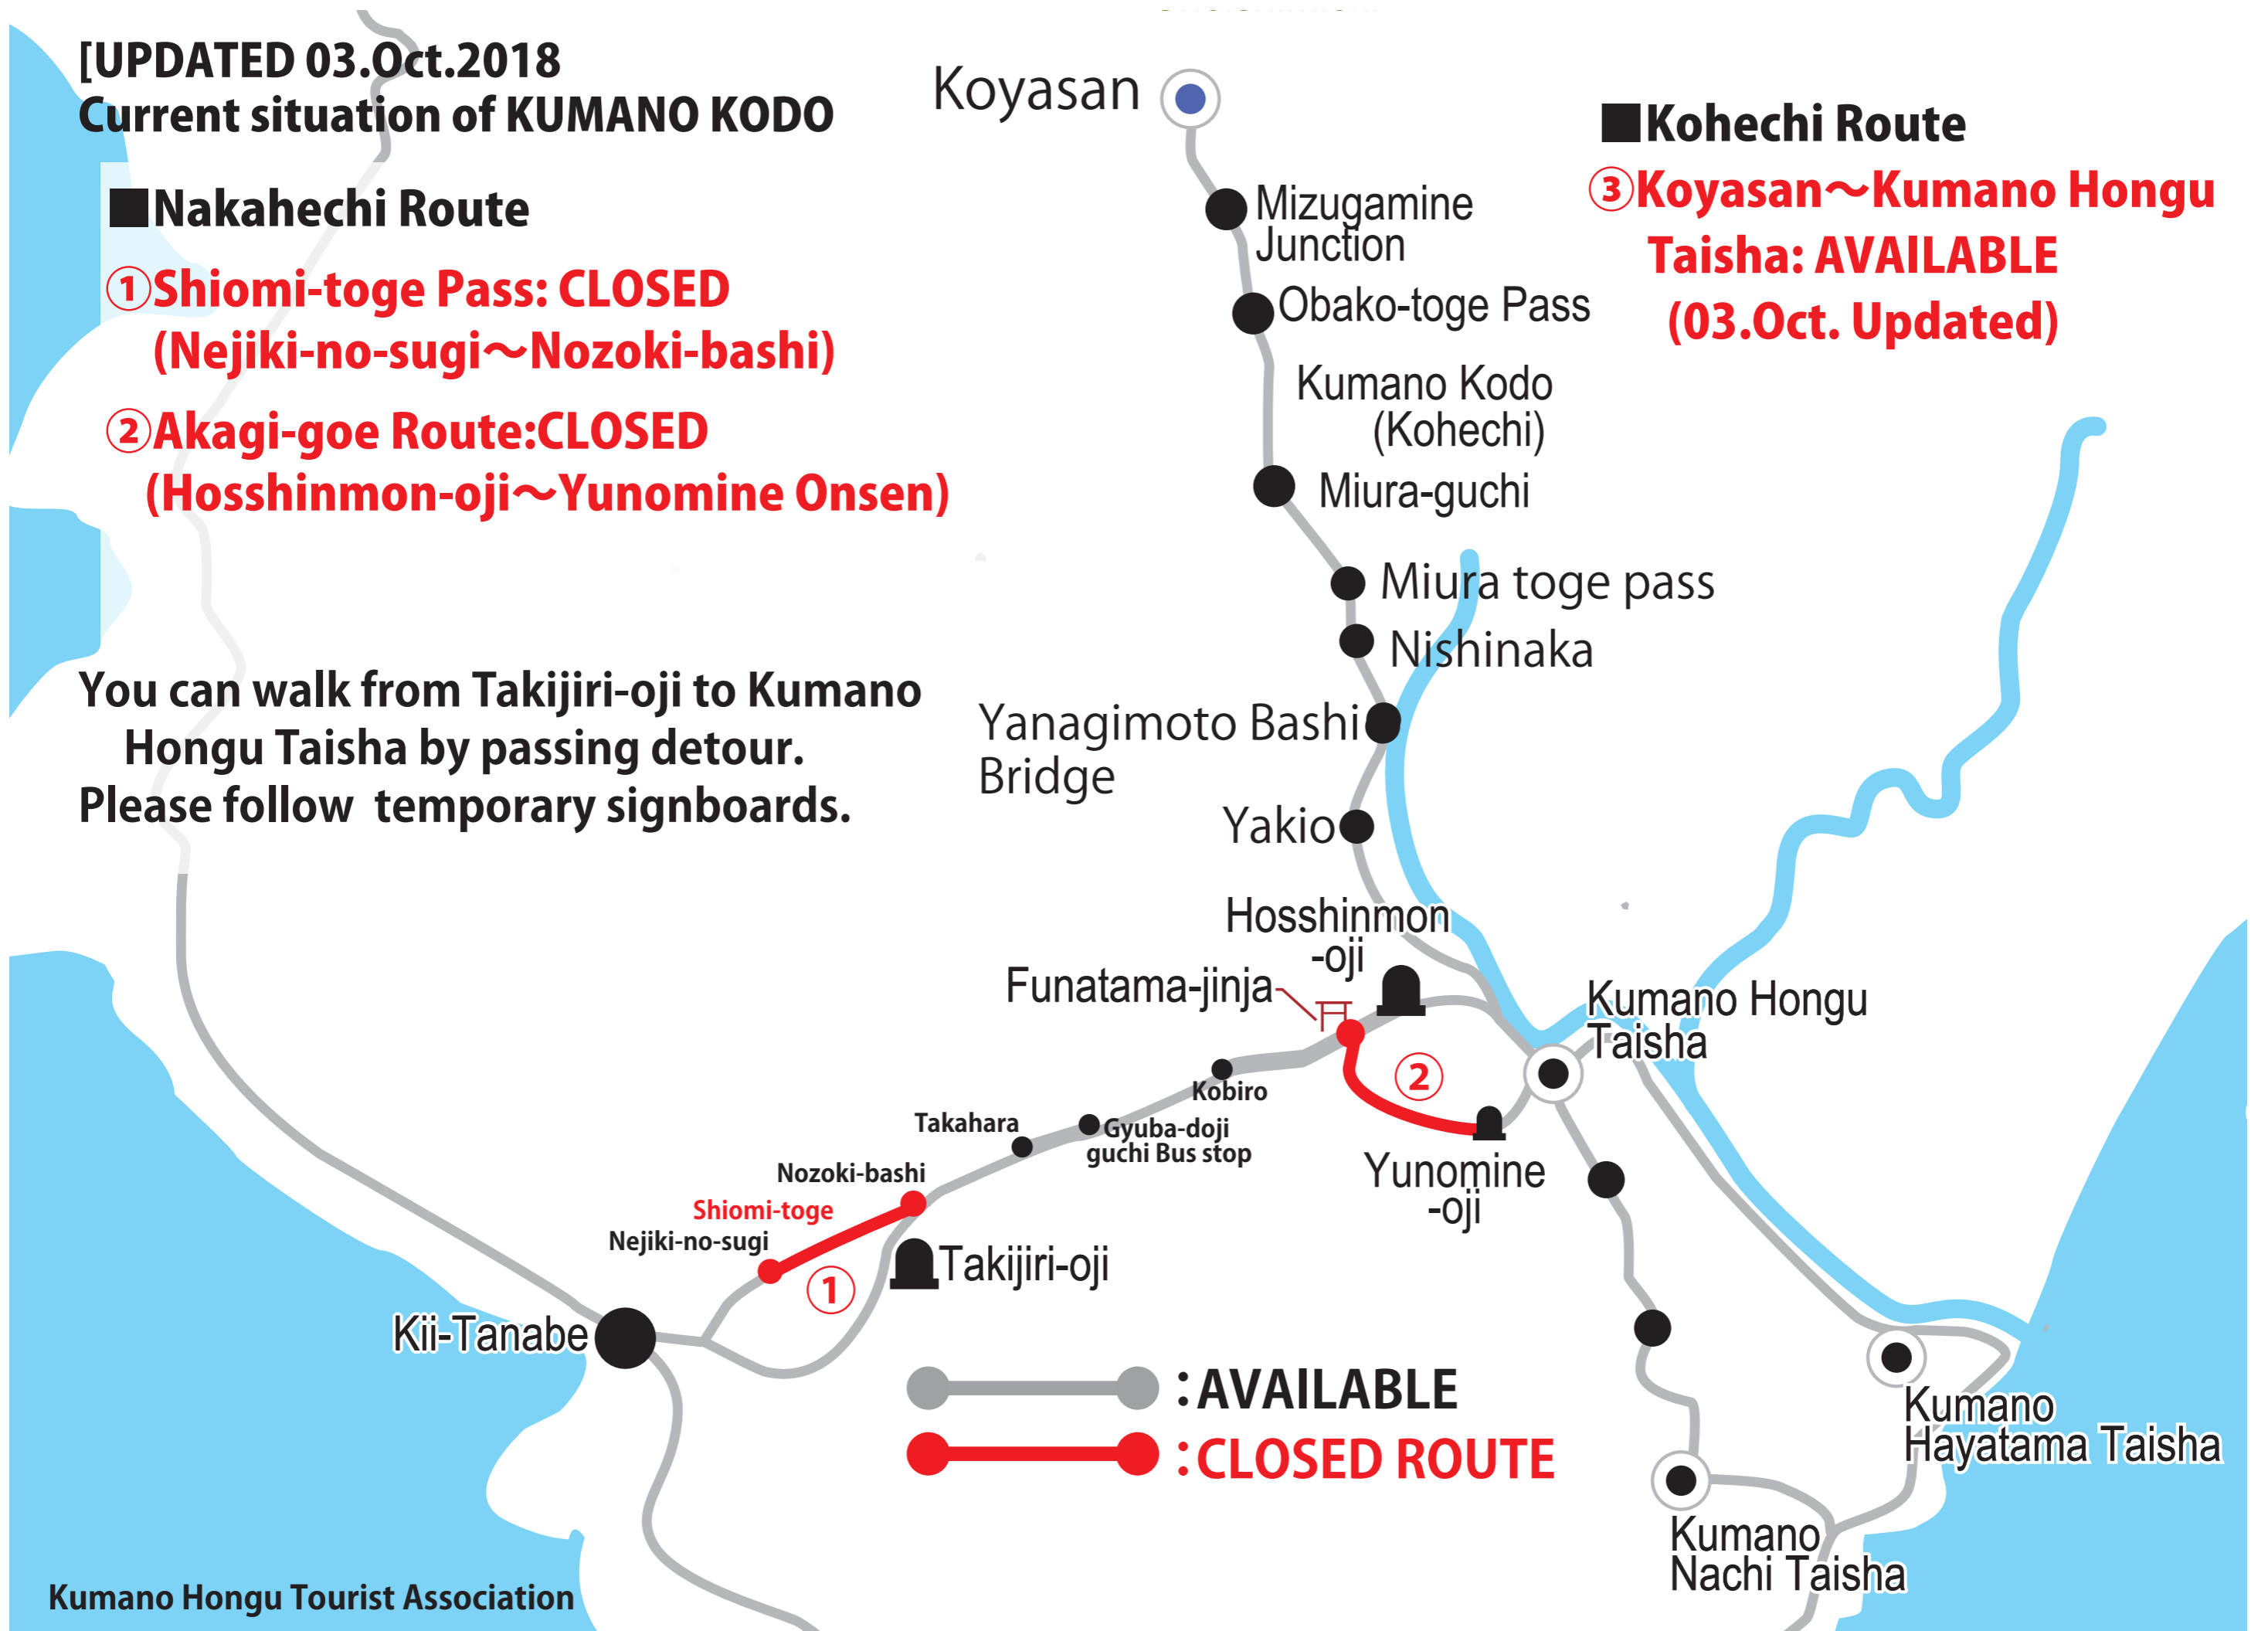 [UPDATED 03.Oct.2018
Current situation of KUMANO KODO
■Nakahechi Route
①Shiomi-toge Pass: CLOSED
(Nejiki-no-sugi～Nozoki-bashi)
②Akagi-goe Route:CLOSED
(Hosshinmon-oji～Yunomine Onsen)
You can walk from Takijiri-oji to Kumano
Hongu Taisha by passing detour.
Please follow temporary signboards.
■Kohechi Route
③Koyasan～Kumano Hongu
Taisha: AVAILABLE
(03.Oct. Updated)
Koyasan
Mizugamine
Junction
Obako-toge Pass
Kumano Kodo
(Kohechi)
Miura-guchi
Miura toge pass
Nishinaka
Yanagimoto Bashi
Bridge
Yakio
Hosshinmon
-oji
Funatama-jinja
Kumano Hongu
Taisha
②
Kobiro
Takahara
Gyuba-doji
guchi Bus stop
Yunomine
-oji
Nozoki-bashi
Shiomi-toge
Nejiki-no-sugi
①
Takijiri-oji
Kii-Tanabe
:AVAILABLE
:CLOSED ROUTE
Kumano
Hayatama Taisha
Kumano
Nachi Taisha
Kumano Hongu Tourist Association